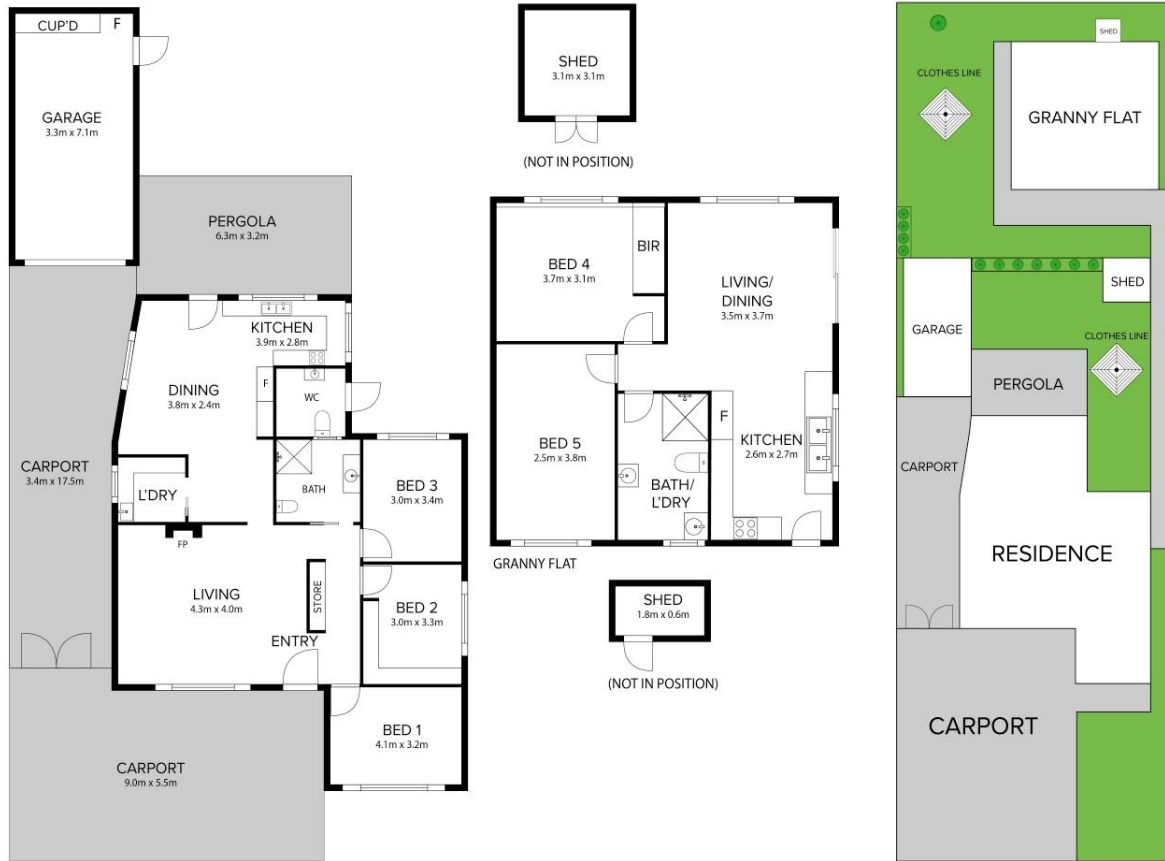 CUP'D
F
GARAGE
3.3m x 7.1m
PERGOLA
6.3m x 3.2m
KITCHEN
3.9m x 2.8m
DINING
3.8m x 2.4m
F
WC
CARPORT
3.4m x 17.5m
L'DRY
BATH
BED 3
3.0m x 3.4m
FP
LIVING
4.3m x 4.0m
STORE
BED 2
3.0m x 3.3m
ENTRY
BED 1
4.1m x 3.2m
CARPORT
9.0m x 5.5m
SHED
3.1m x 3.1m
(NOT IN POSITION)
BED 4
3.7m x 3.1m
BIR
LIVING/
DINING
3.5m x 3.7m
BED 5
2.5m x 3.8m
F
KITCHEN
2.6m x 2.7m
BATH/
L'DRY
GRANNY FLAT
SHED
1.8m x 0.6m
(NOT IN POSITION)
SHED
CLOTHES LINE
GRANNY FLAT
SHED
GARAGE
CLOTHES LINE
PERGOLA
CARPORT
RESIDENCE
CARPORT